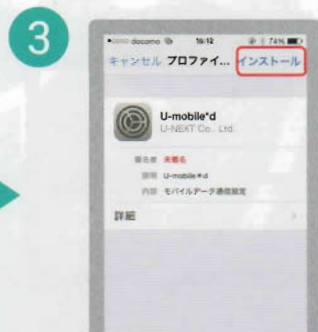 3
docomo 16:12 74%
キャンセル プロファイ... インストール
U-mobile*d
U-NEXT Co., Ltd.
署名者 未署名
説明 U-mobile*d
内容 モバイルデータ通信設定
詳細